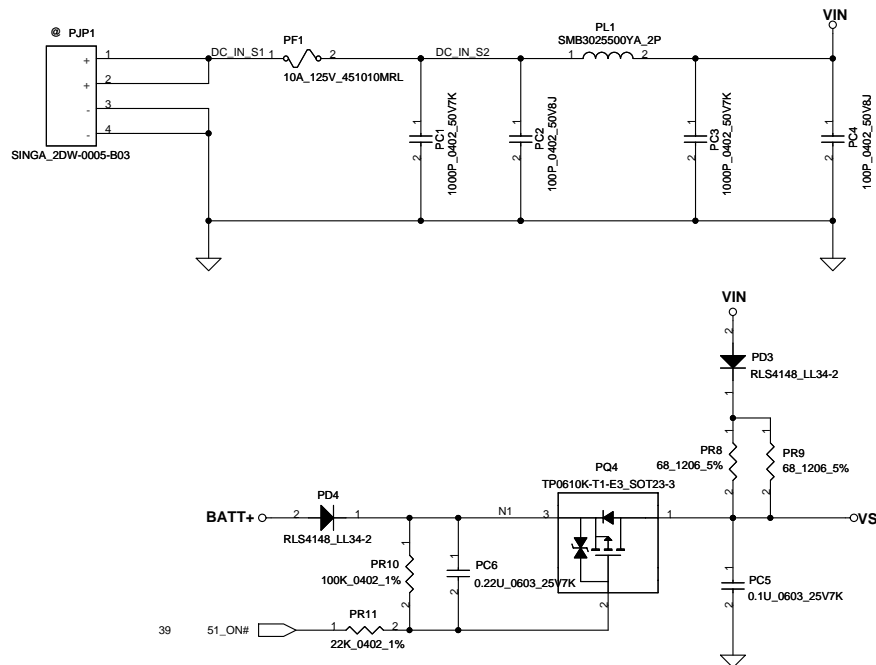 @ PJP1
1
2
3
4
+
+
-
-
SINGA_2DW-0005-B03
DC_IN_S1
1
PF1
2
10A_125V_451010MRL
DC_IN_S2
PL1
SMB3025500YA_2P
1
2
VIN
1
2
PC1
1000P_0402_50V7K
1
2
PC2
100P_0402_50V8J
1
2
PC3
1000P_0402_50V7K
1
2
PC4
100P_0402_50V8J
VIN
2
PD3
RLS4148_LL34-2
1
1
PR8
68_1206_5%
2
1
PR9
68_1206_5%
2
PQ4
TP0610K-T1-E3_SOT23-3
BATT+
2
PD4
1
RLS4148_LL34-2
N1
3
1
2
VS
1
PR10
100K_0402_1%
2
1
PC6
0.22U_0603_25V7K
2
1
PC5
0.1U_0603_25V7K
2
39
51_ON#
1
PR11
2
22K_0402_1%